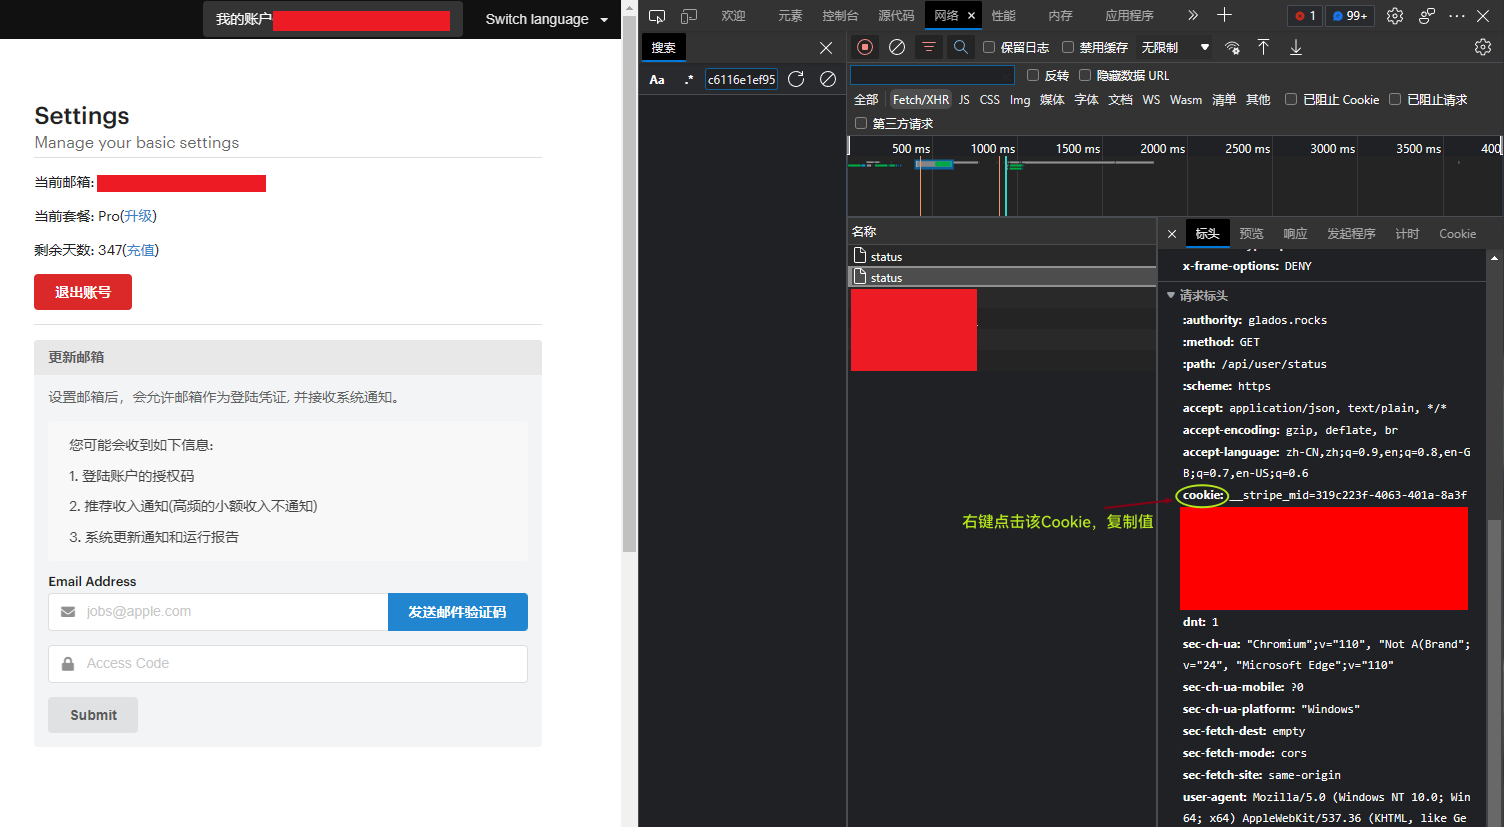 我的账户
Switch language
Settings
Manage your basic settings
当前邮箱:
当前套餐: Pro(升级)
剩余天数: 347(充值)
退出账号
更新邮箱
设置邮箱后，会允许邮箱作为登陆凭证, 并接收系统通知。
您可能会收到如下信息:
1. 登陆账户的授权码
2. 推荐收入通知(高频的小额收入不通知)
3. 系统更新通知和运行报告
Email Address
jobs@apple.com
发送邮件验证码
Access Code
Submit
欢迎 元素 控制台 源代码 网络 性能 内存 应用程序 1 99+
搜索
Aa .* c6116e1ef95
保留日志 禁用缓存 无限制
反转 隐藏数据 URL
全部 Fetch/XHR JS CSS Img 媒体 字体 文档 WS Wasm 清单 其他 已阻止 Cookie 已阻止请求
第三方请求
500 ms 1000 ms 1500 ms 2000 ms 2500 ms 3000 ms 3500 ms 400
名称
status
status
标头 预览 响应 发起程序 计时 Cookie
x-frame-options: DENY
请求标头
:authority: glados.rocks
:method: GET
:path: /api/user/status
:scheme: https
accept: application/json, text/plain, */*
accept-encoding: gzip, deflate, br
accept-language: zh-CN,zh;q=0.9,en;q=0.8,en-G
B;q=0.7,en-US;q=0.6
cookie: __stripe_mid=319c223f-4063-401a-8a3f
右键点击该Cookie，复制值
dnt: 1
sec-ch-ua: "Chromium";v="110", "Not A(Brand";
v="24", "Microsoft Edge";v="110"
sec-ch-ua-mobile: ?0
sec-ch-ua-platform: "Windows"
sec-fetch-dest: empty
sec-fetch-mode: cors
sec-fetch-site: same-origin
user-agent: Mozilla/5.0 (Windows NT 10.0; Win
64; x64) AppleWebKit/537.36 (KHTML, like Ge